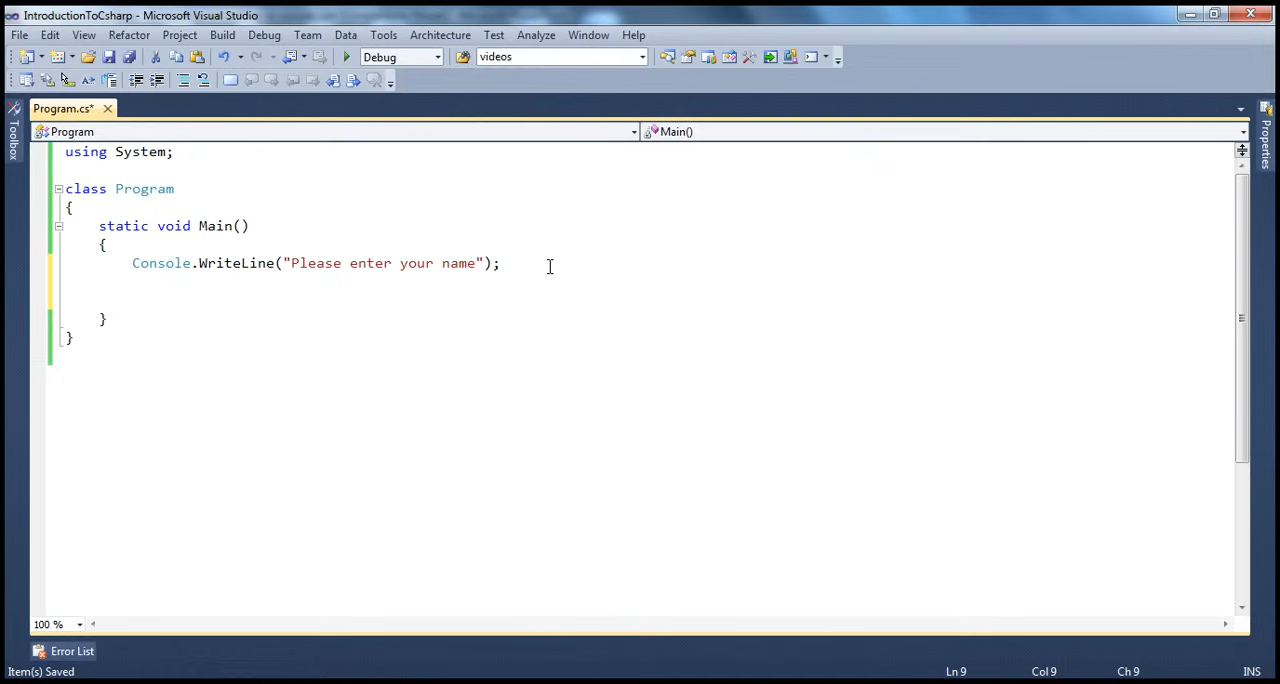 IntroductionToCsharp - Microsoft Visual Studio
File Edit View Refactor Project Build Debug Team Data Tools Architecture Test Analyze Window Help
Debug videos
Program.cs*
Program Main()
Toolbox
Properties
using System;
class Program
{
static void Main()
{
Console.WriteLine("Please enter your name");
}
}
100 %
Error List
Item(s) Saved Ln 9 Col 9 Ch 9 INS